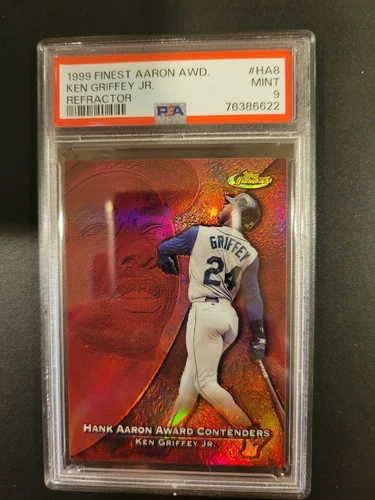 1999 FINEST AARON AWD. #HA8
KEN GRIFFEY JR. MINT
REFRACTOR 9
PSA 76386622
Topps Finest
GRIFFEY
24
HANK AARON AWARD CONTENDERS
KEN GRIFFEY JR.